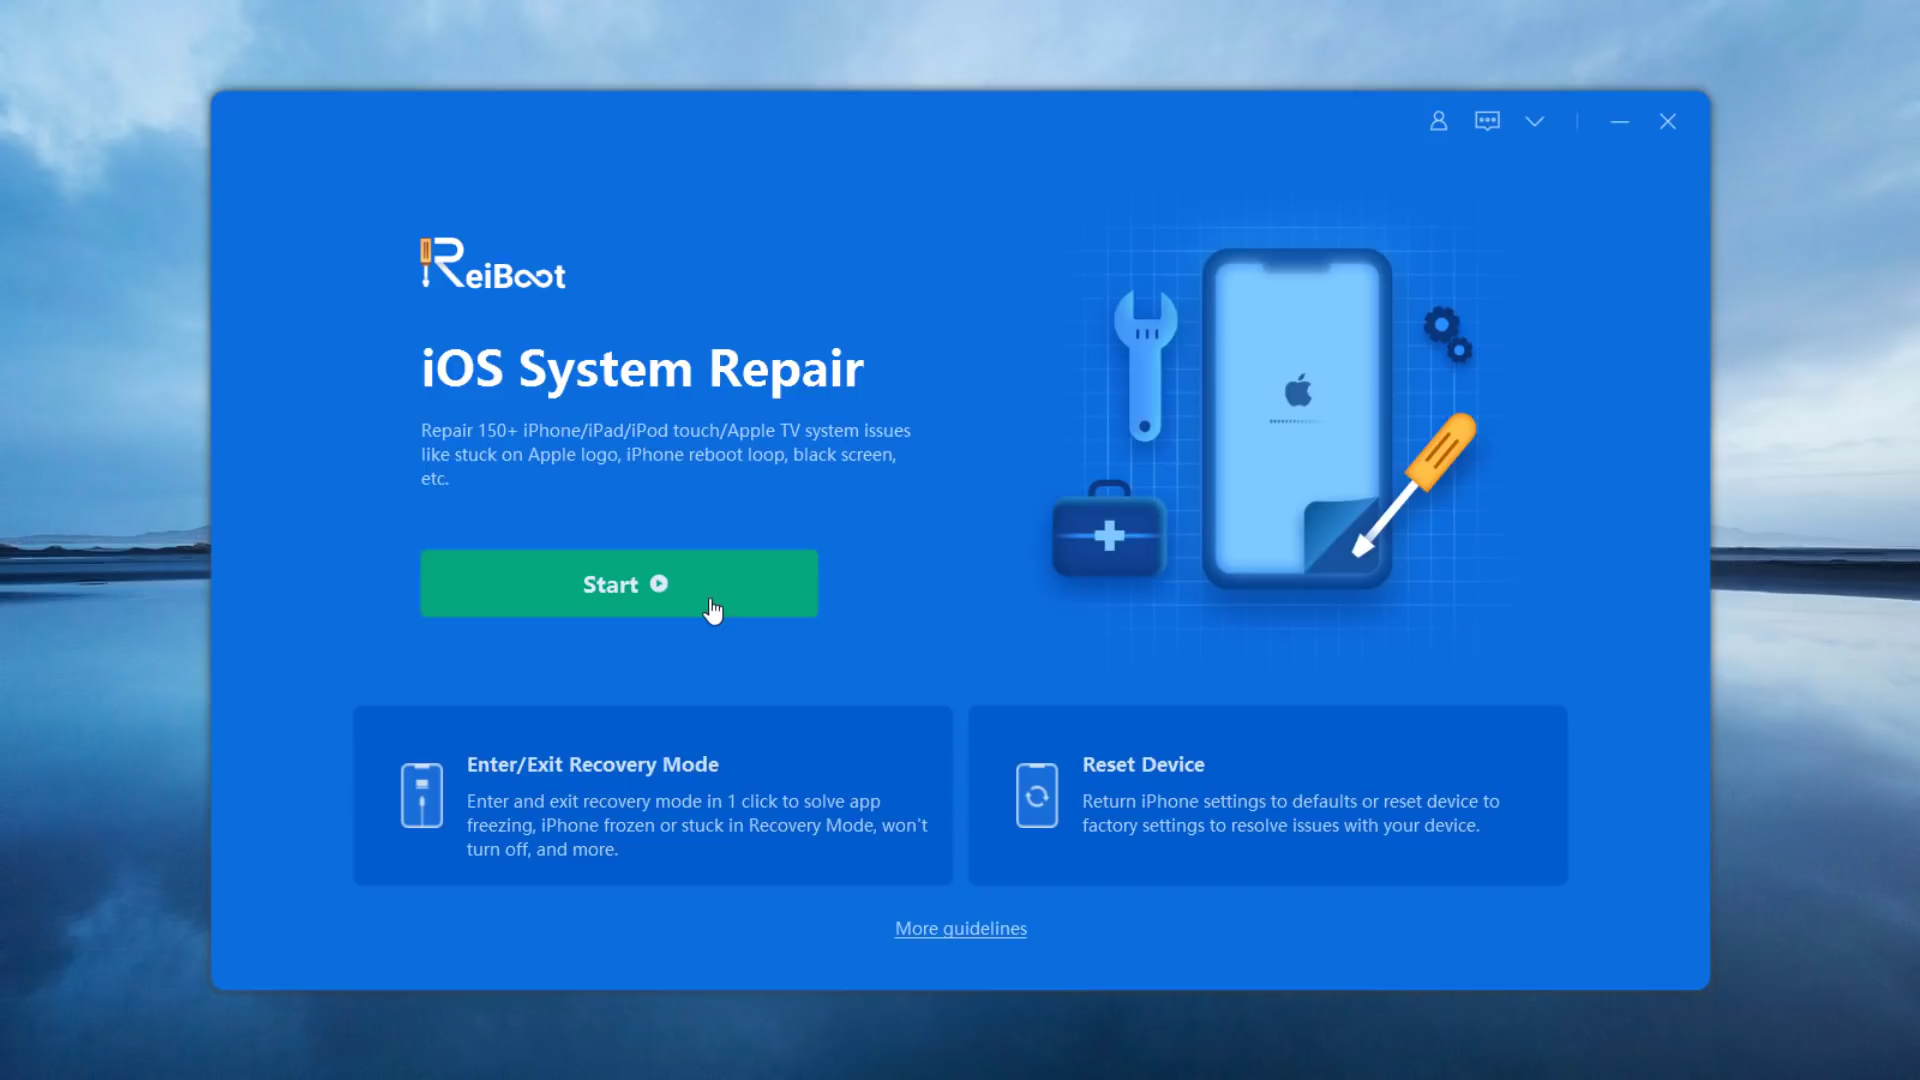 ReiBoot
iOS System Repair
Repair 150+ iPhone/iPad/iPod touch/Apple TV system issues
like stuck on Apple logo, iPhone reboot loop, black screen,
etc.
Start
Enter/Exit Recovery Mode
Enter and exit recovery mode in 1 click to solve app
freezing, iPhone frozen or stuck in Recovery Mode, won't
turn off, and more.
Reset Device
Return iPhone settings to defaults or reset device to
factory settings to resolve issues with your device.
More guidelines